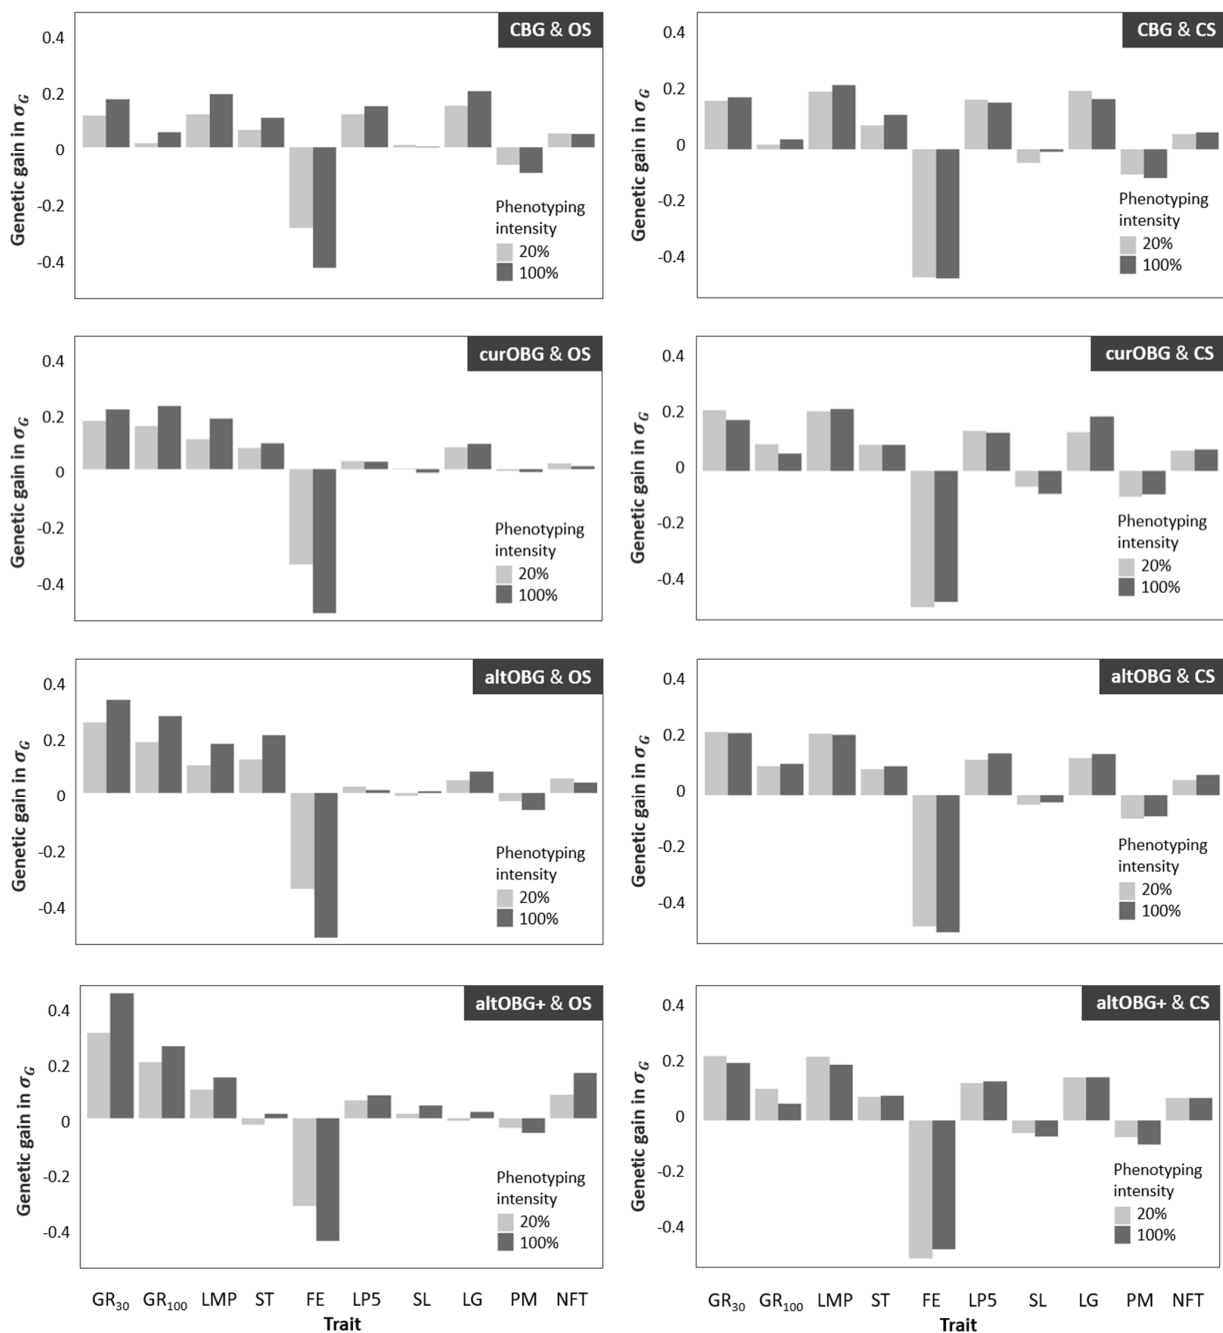 CBG & OS
Genetic gain in σG
0.4
0.2
0
-0.2
-0.4
Phenotyping
intensity
20%
100%
CBG & CS
Genetic gain in σG
0.4
0.2
0
-0.2
-0.4
Phenotyping
intensity
20%
100%
curOBG & OS
Genetic gain in σG
0.4
0.2
0
-0.2
-0.4
Phenotyping
intensity
20%
100%
curOBG & CS
Genetic gain in σG
0.4
0.2
0
-0.2
-0.4
Phenotyping
intensity
20%
100%
altOBG & OS
Genetic gain in σG
0.4
0.2
0
-0.2
-0.4
Phenotyping
intensity
20%
100%
altOBG & CS
Genetic gain in σG
0.4
0.2
0
-0.2
-0.4
Phenotyping
intensity
20%
100%
altOBG+ & OS
Genetic gain in σG
0.4
0.2
0
-0.2
-0.4
Phenotyping
intensity
20%
100%
GR30 GR100 LMP ST FE LP5 SL LG PM NFT
Trait
altOBG+ & CS
Genetic gain in σG
0.4
0.2
0
-0.2
-0.4
Phenotyping
intensity
20%
100%
GR30 GR100 LMP ST FE LP5 SL LG PM NFT
Trait